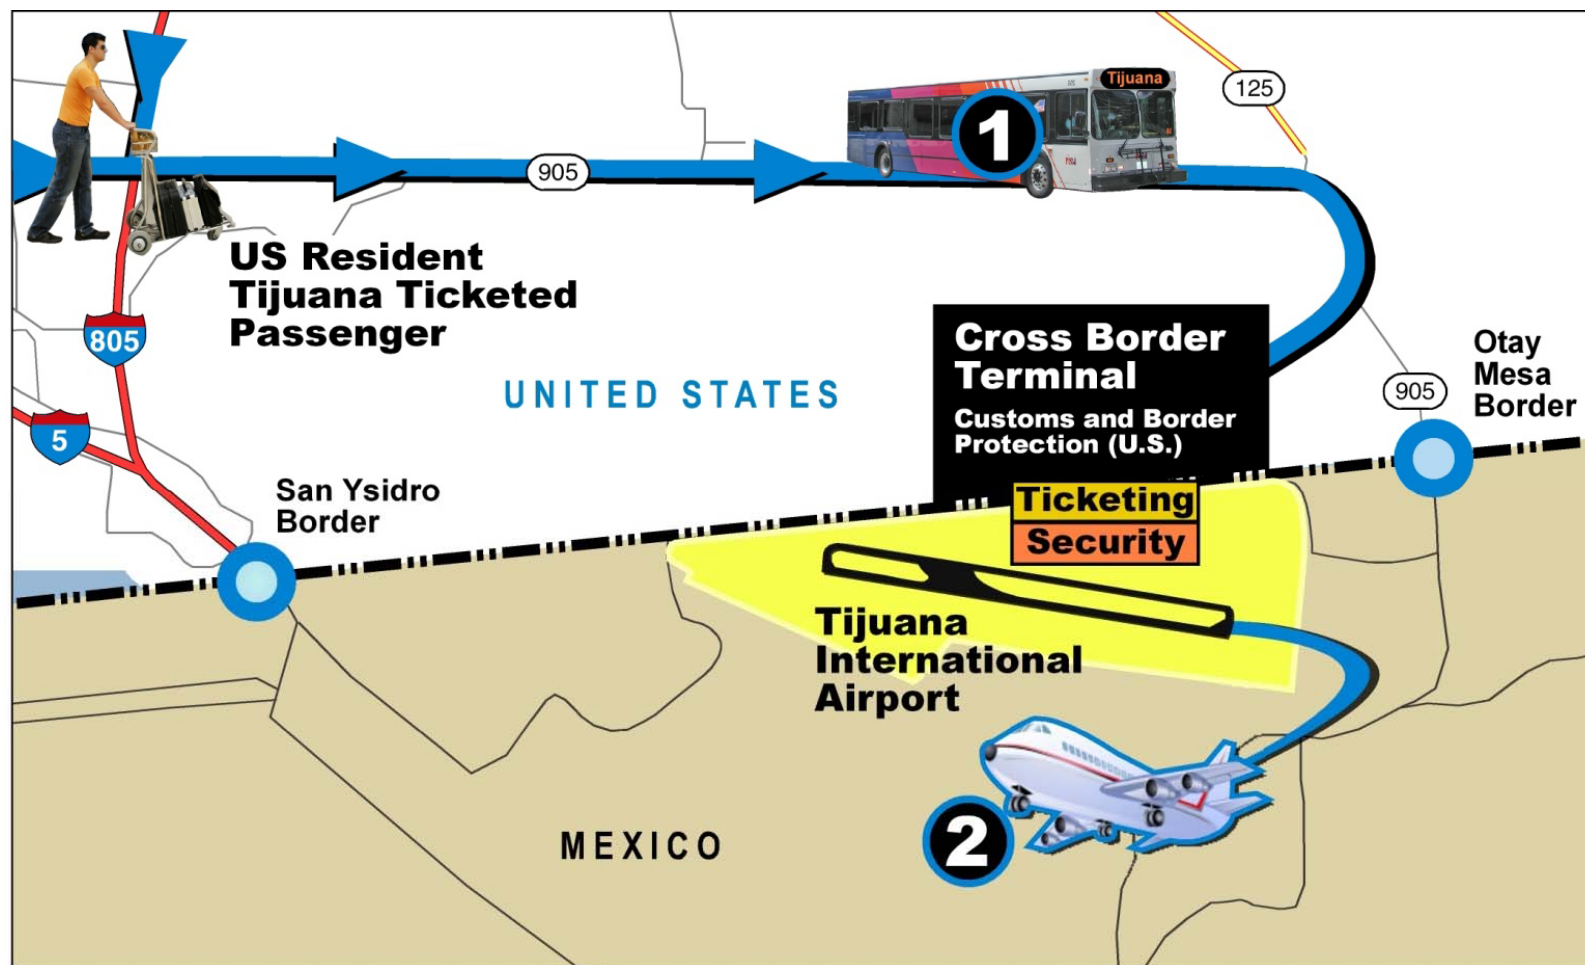 Tijuana
125
1
905
US Resident
Tijuana Ticketed
Passenger
805
Cross Border
Terminal
Customs and Border
Protection (U.S.)
Otay
Mesa
Border
905
UNITED STATES
5
San Ysidro
Border
Ticketing
Security
Tijuana
International
Airport
2
MEXICO